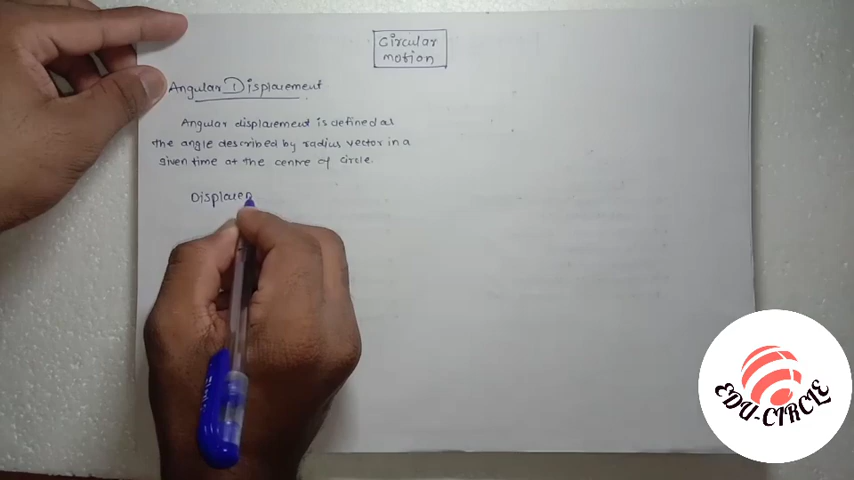 Circular
motion
Angular Displacement
Angular displacement is defined as
the angle described by radius vector in a
given time at the centre of circle.
Displacen
EDU-CIRCLE